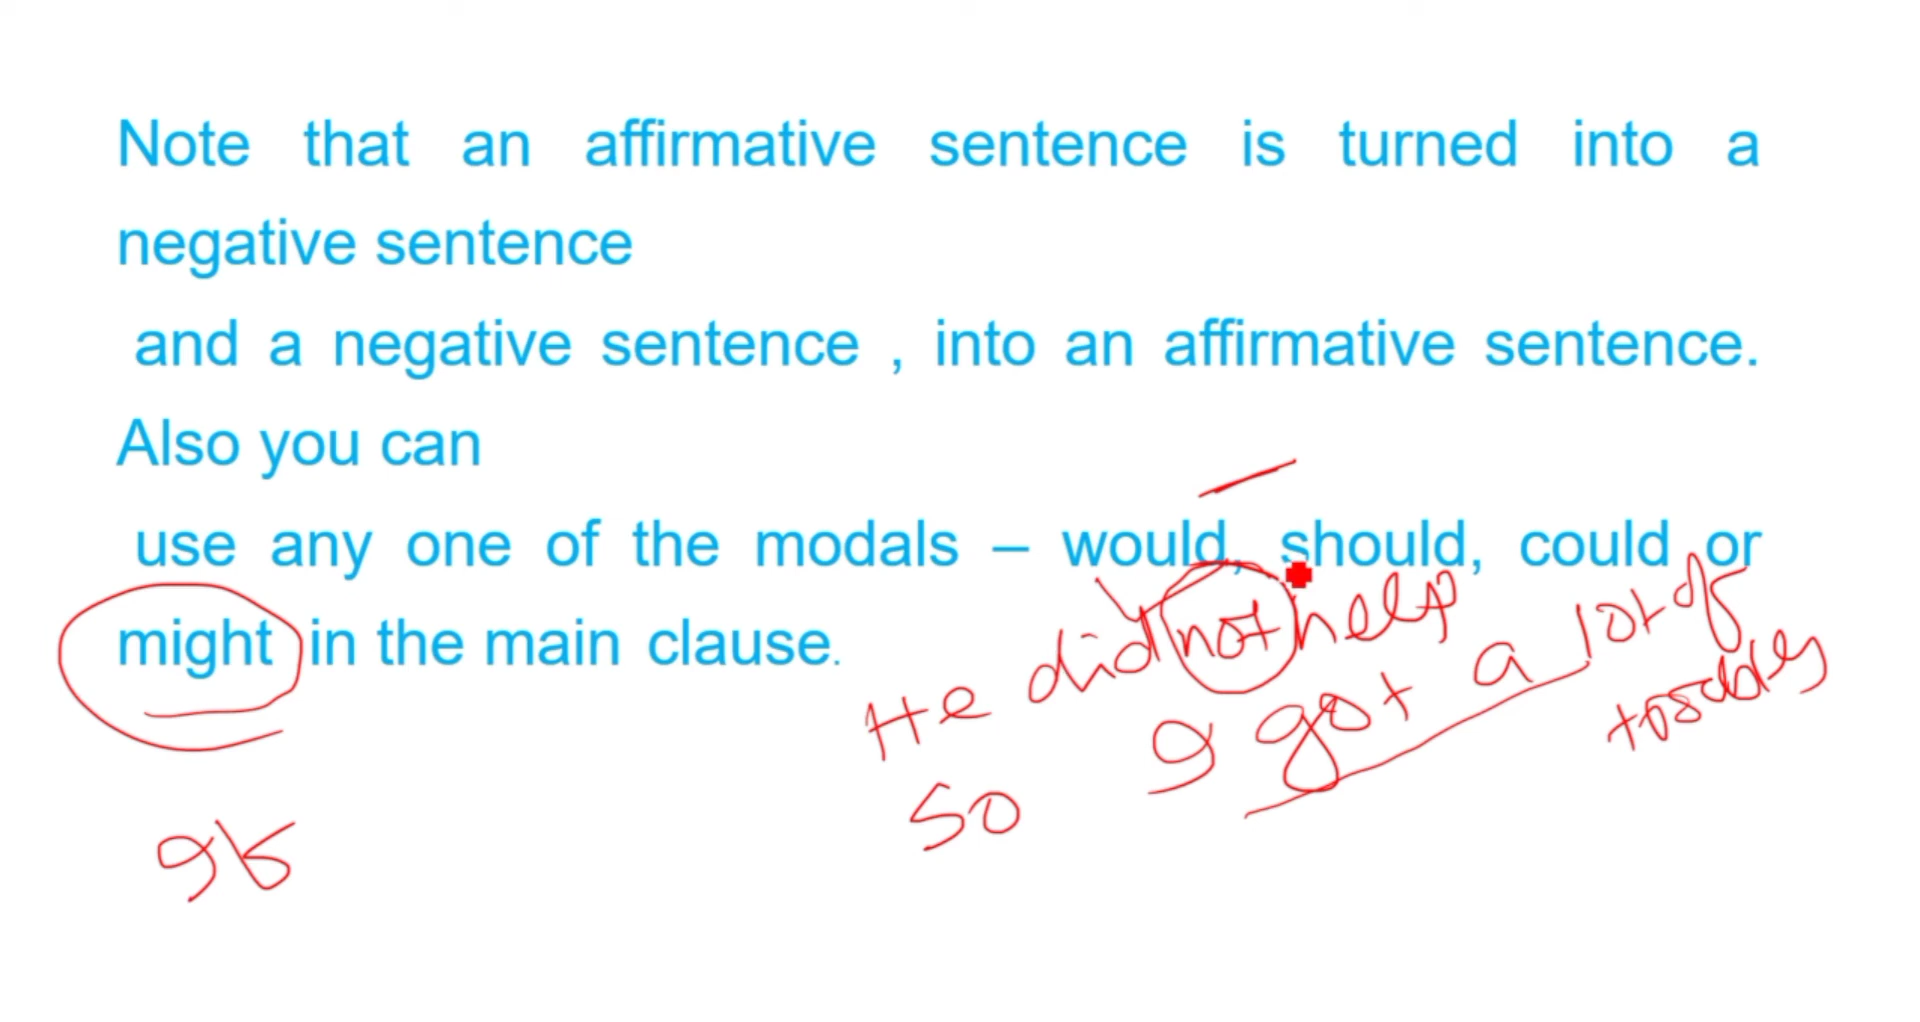 Note that an affirmative sentence is turned into a
negative sentence
and a negative sentence , into an affirmative sentence.
Also you can
use any one of the modals – would, should, could or
might in the main clause.
He did not help
So I got a lot of